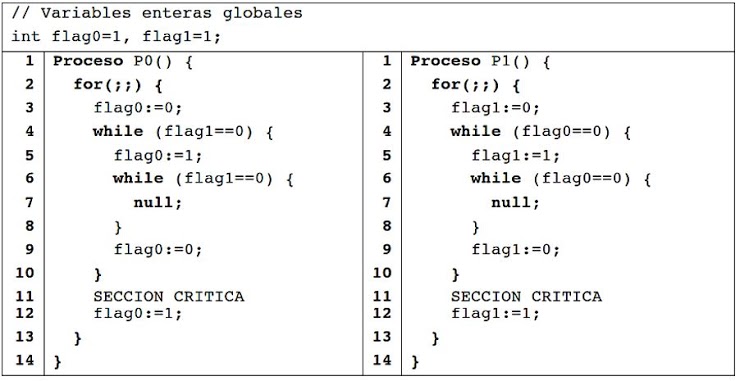 // Variables enteras globales
int flag0=1, flag1=1;
1 Proceso P0() {
2 for(;;) {
3 flag0:=0;
4 while (flag1==0) {
5 flag0:=1;
6 while (flag1==0) {
7 null;
8 }
9 flag0:=0;
10 }
11 SECCION CRITICA
12 flag0:=1;
13 }
14 }
1 Proceso P1() {
2 for(;;) {
3 flag1:=0;
4 while (flag0==0) {
5 flag1:=1;
6 while (flag0==0) {
7 null;
8 }
9 flag1:=0;
10 }
11 SECCION CRITICA
12 flag1:=1;
13 }
14 }